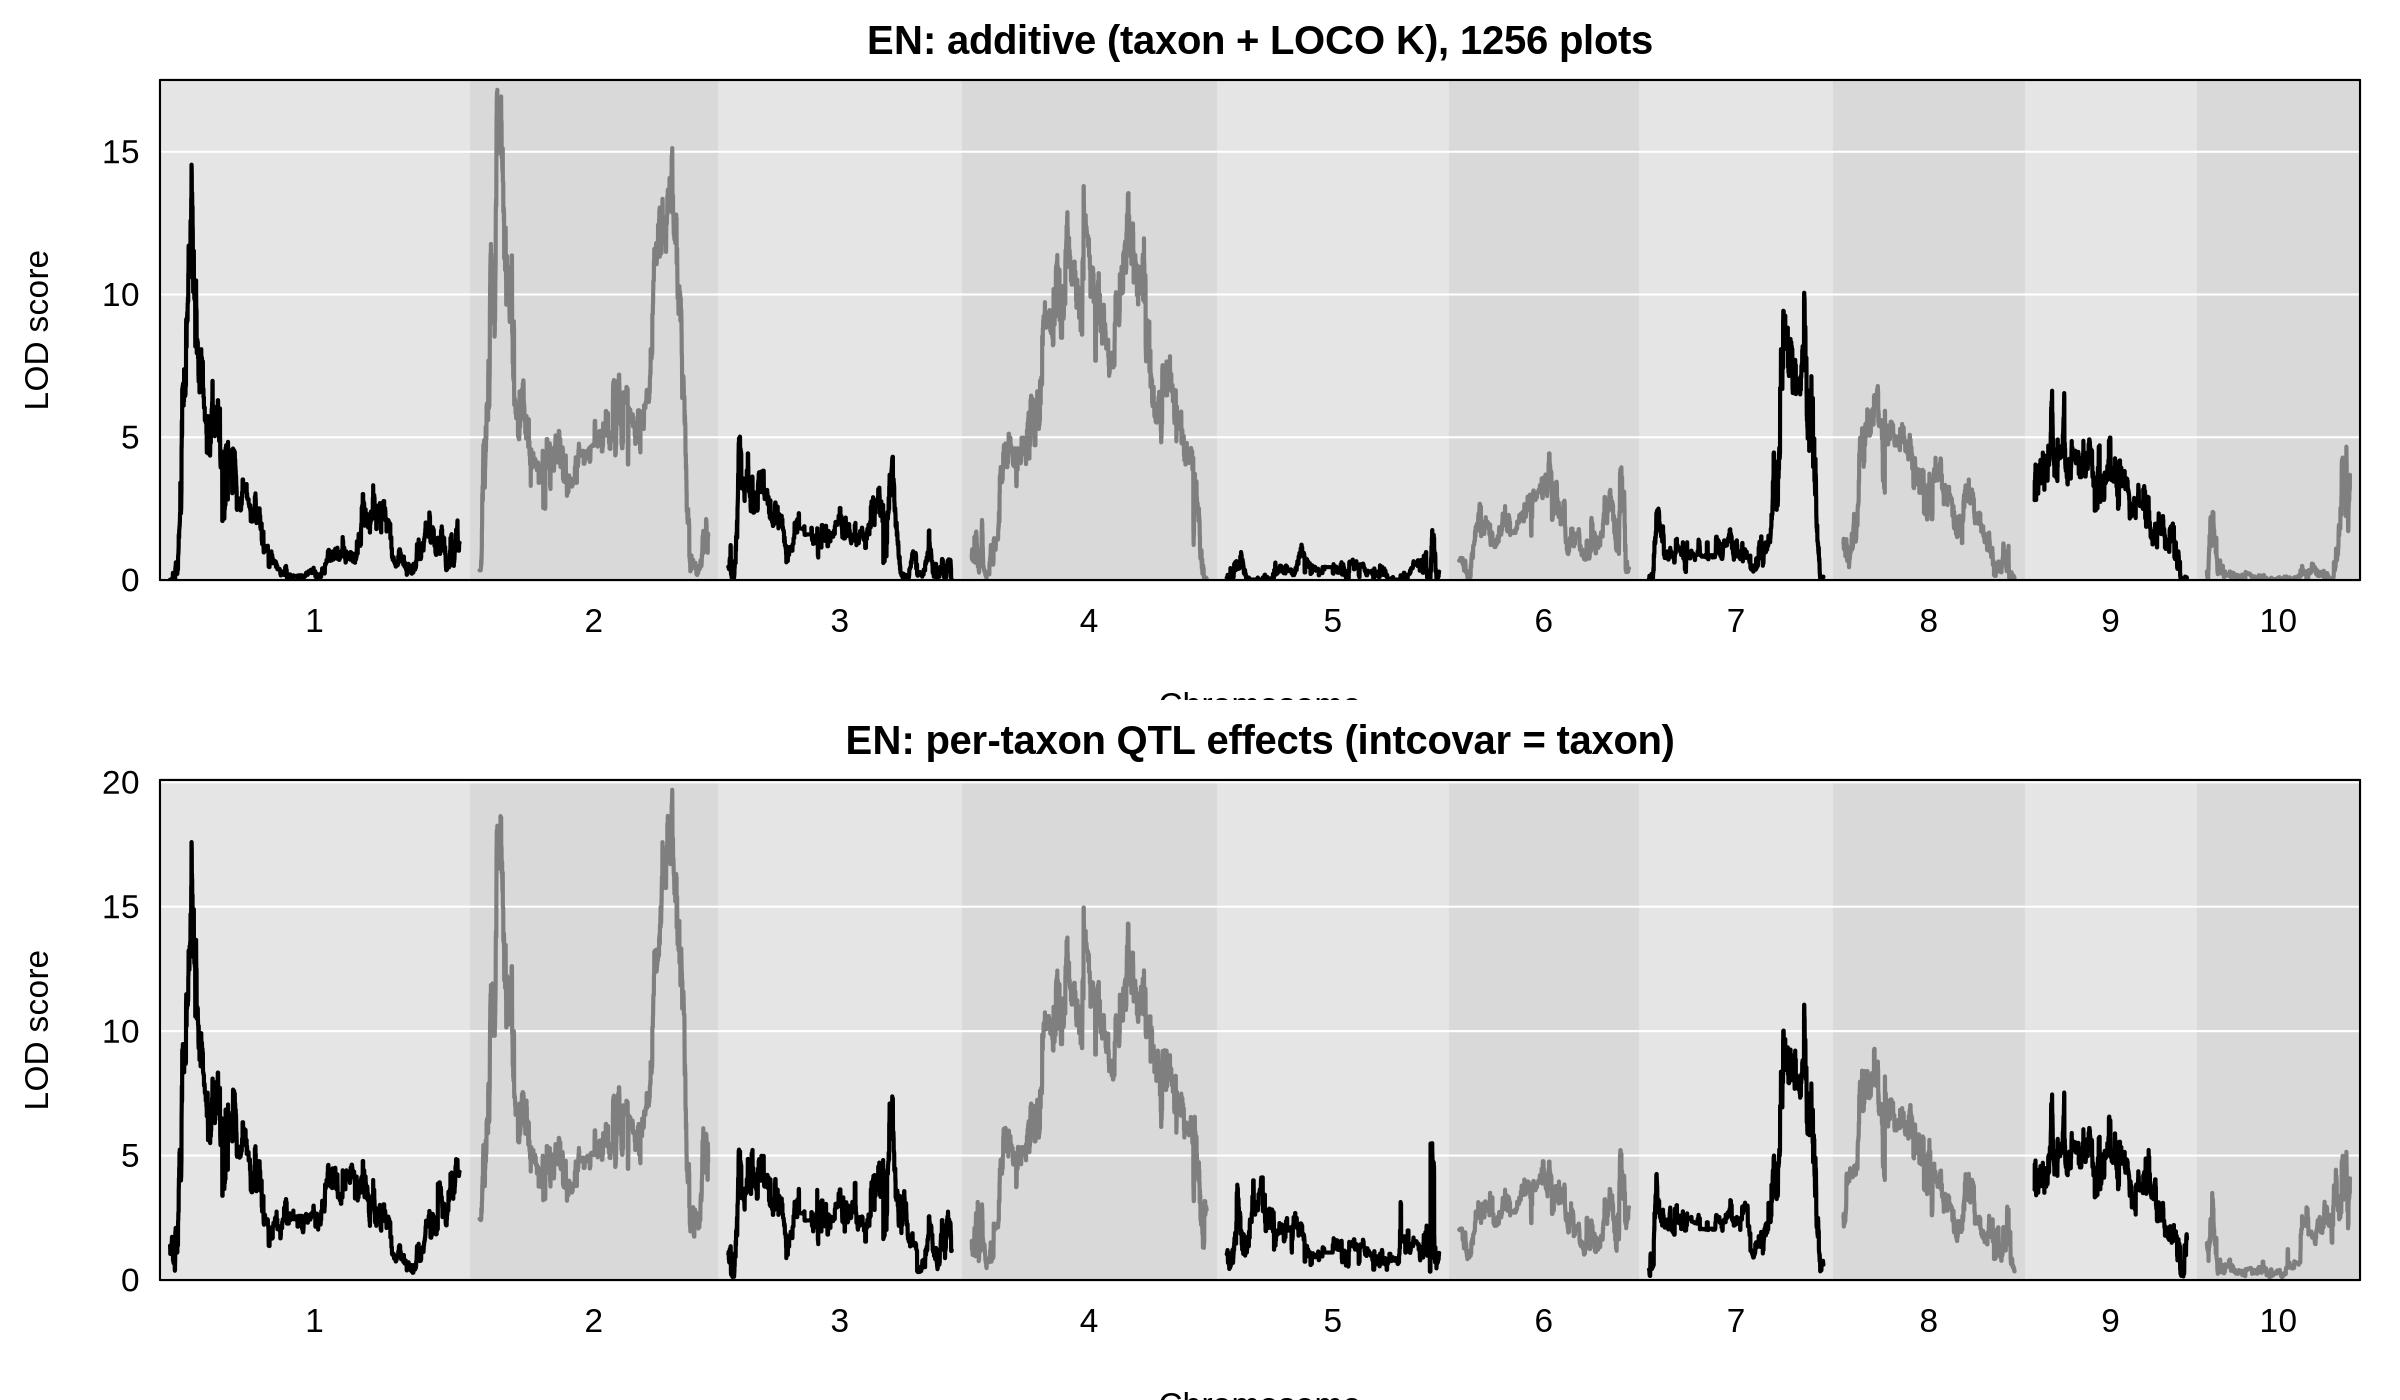 EN: additive (taxon + LOCO K), 1256 plots
LOD score
15
10
5
0
1 2 3 4 5 6 7 8 9 10
Chromosome
EN: per-taxon QTL effects (intcovar = taxon)
LOD score
20
15
10
5
0
1 2 3 4 5 6 7 8 9 10
Chromosome